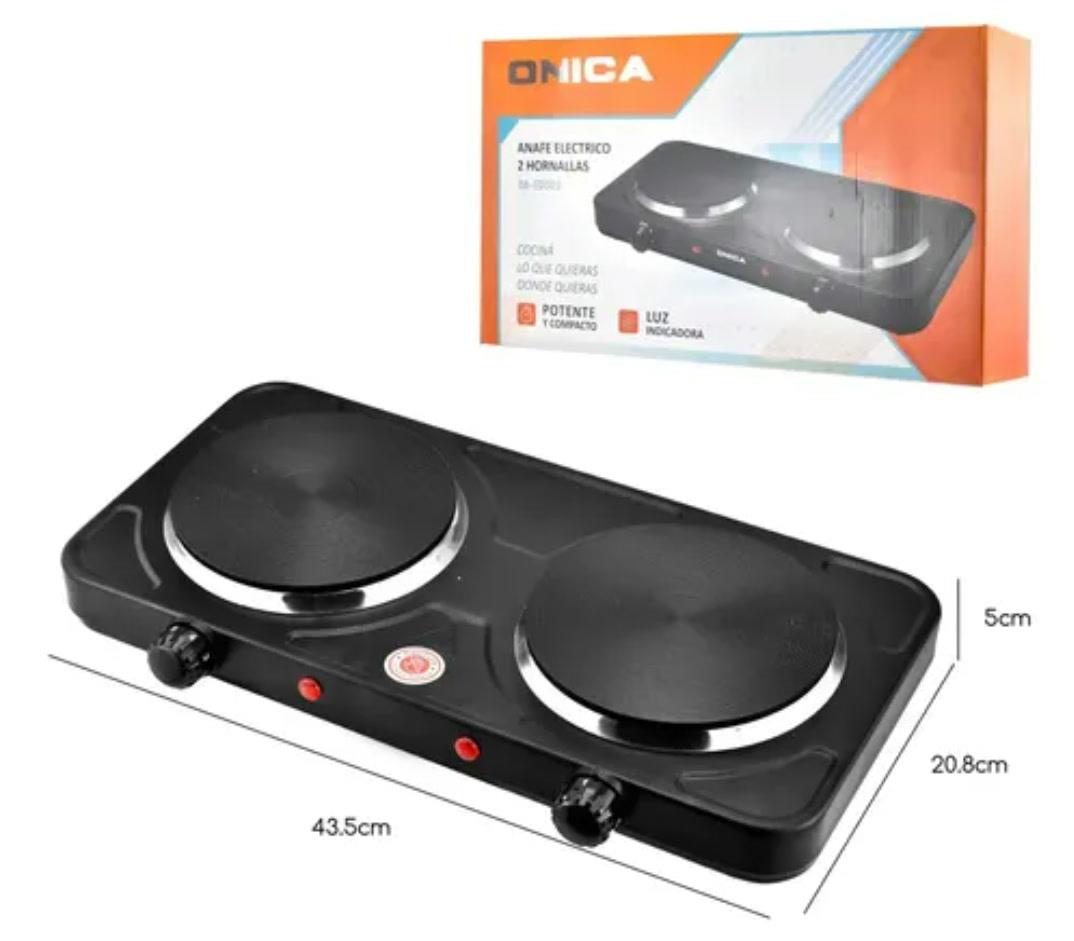 ONICA
ANAFE ELECTRICO
2 HORNALLAS
COCINÁ
LO QUE QUIERAS
DONDE QUIERAS
POTENTE
Y COMPACTO
LUZ
INDICADORA
ONICA
5cm
20.8cm
43.5cm